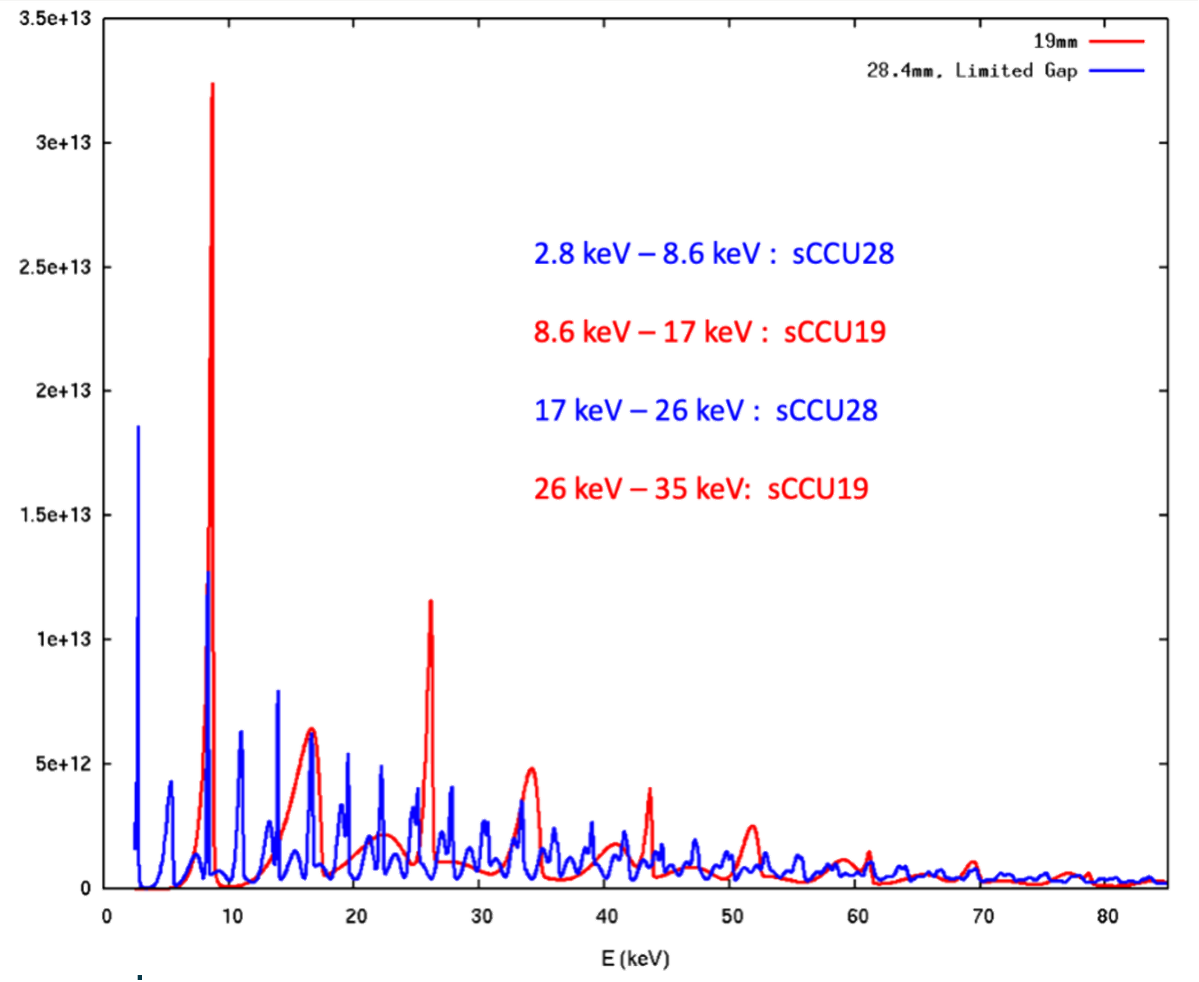 3.5e+13
3e+13
2.5e+13
2e+13
1.5e+13
1e+13
5e+12
0
19mm
28.4mm, Limited Gap
2.8 keV – 8.6 keV : sCCU28
8.6 keV – 17 keV : sCCU19
17 keV – 26 keV : sCCU28
26 keV – 35 keV: sCCU19
0 10 20 30 40 50 60 70 80
E (keV)